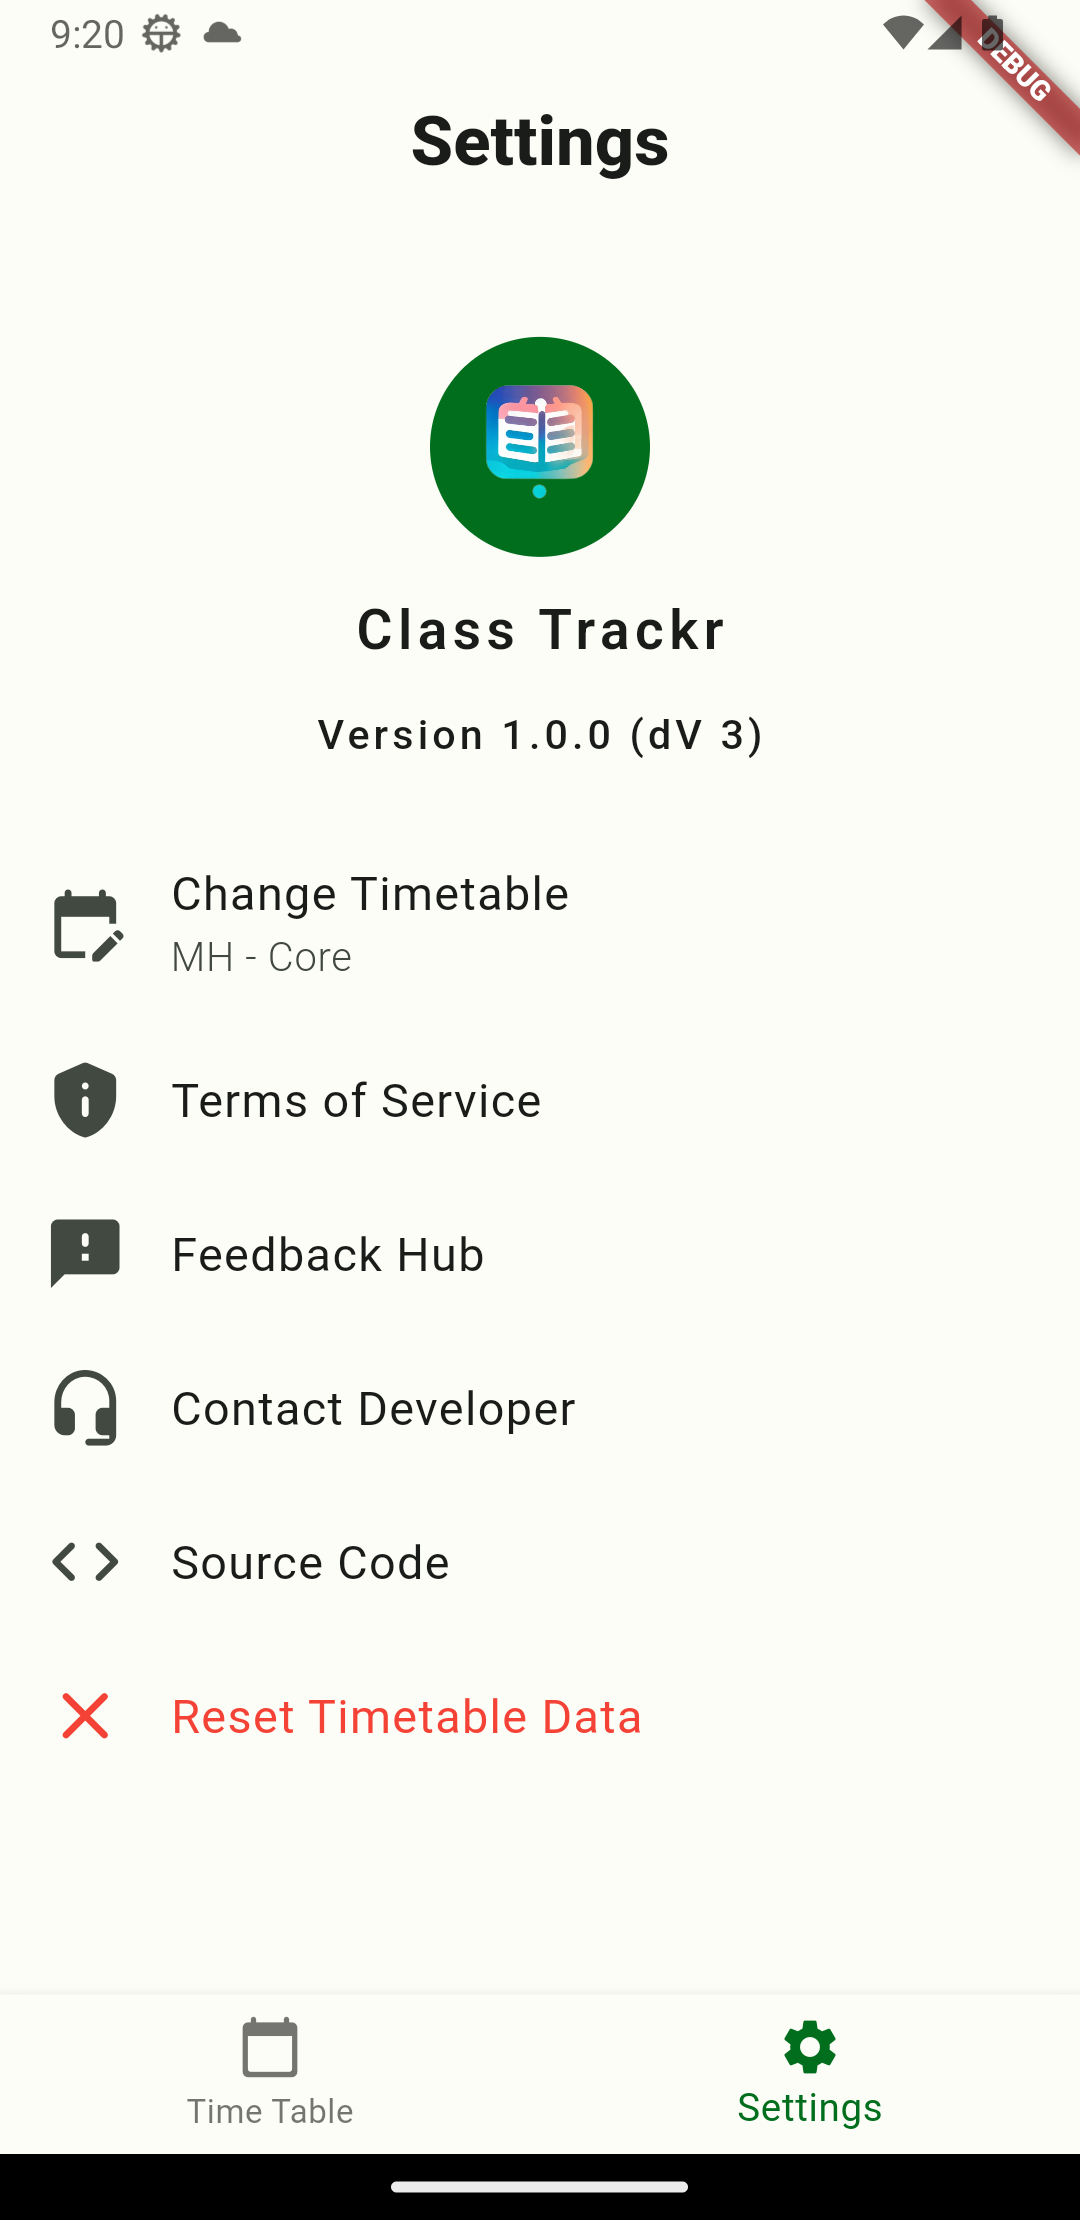 9:20
DEBUG
Settings
Class Trackr
Version 1.0.0 (dV 3)
Change Timetable
MH - Core
Terms of Service
Feedback Hub
Contact Developer
Source Code
Reset Timetable Data
Time Table
Settings